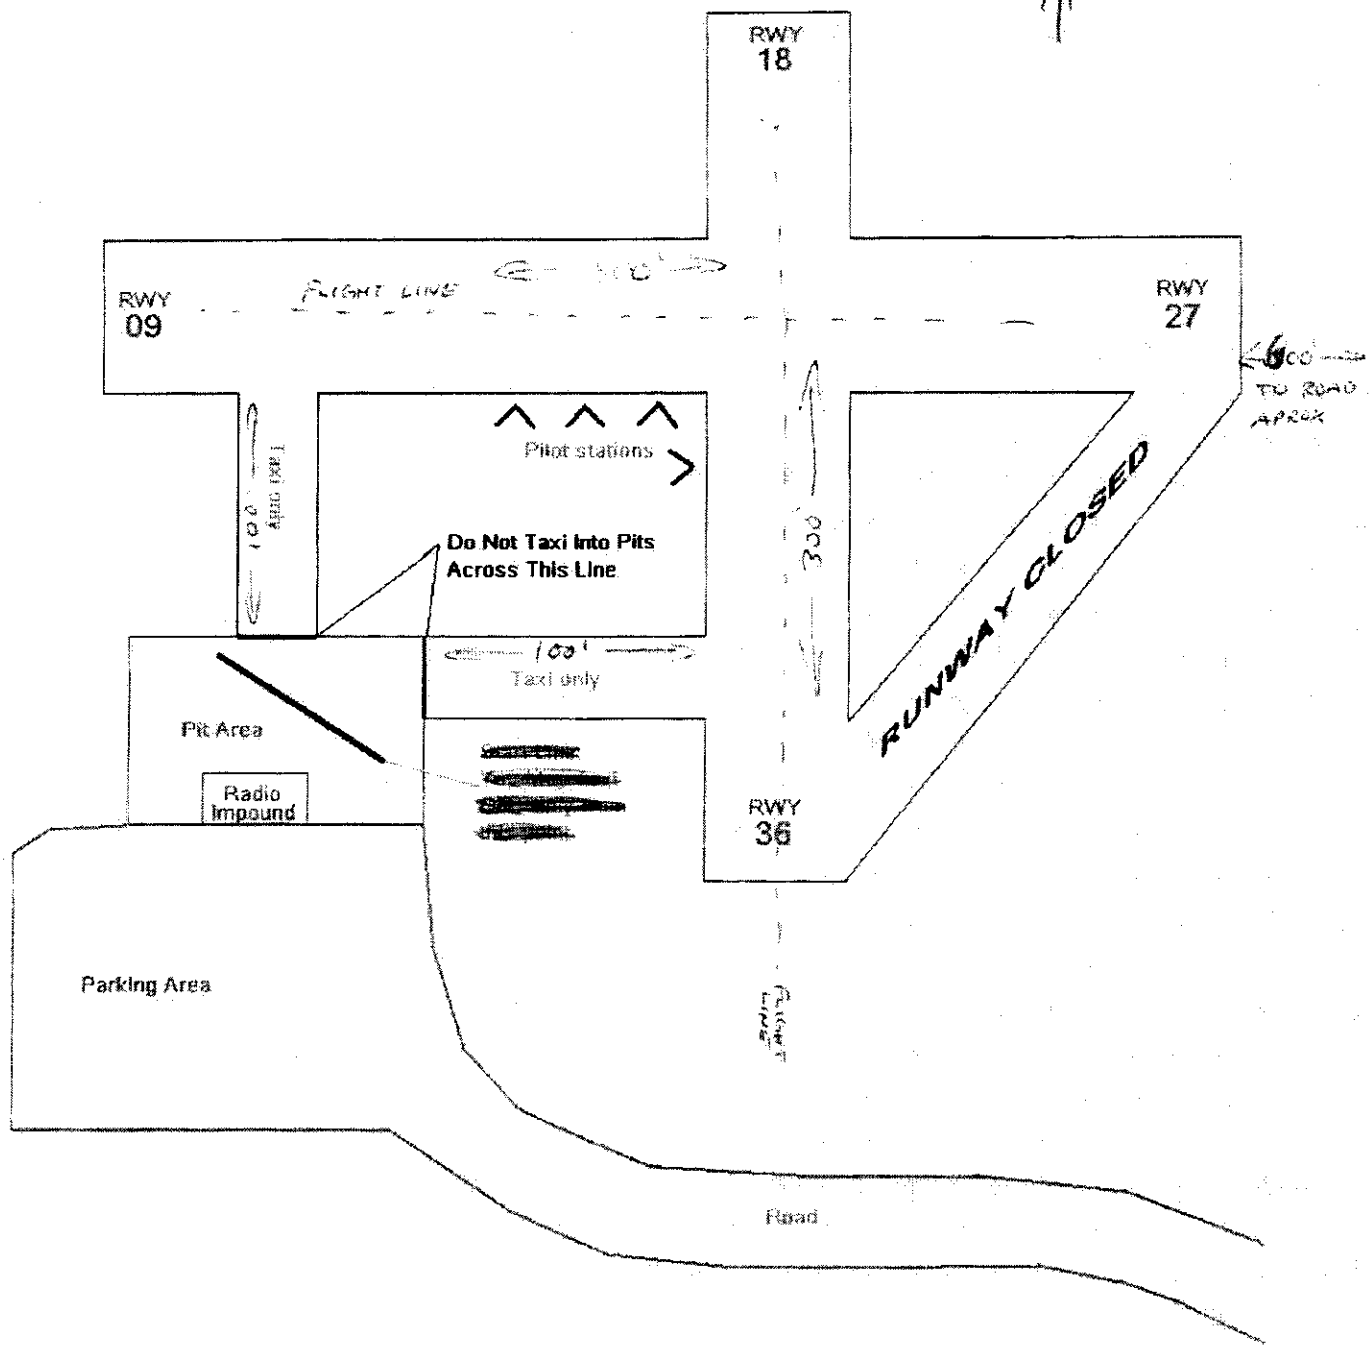 RWY
18
FLIGHT LINE
RWY
09
RWY
27
TO ROAD
APROX
Pilot stations
Taxi only
100'
300
Do Not Taxi Into Pits
Across This Line
100'
Taxi only
RUNWAY CLOSED
Pit Area
Radio
Impound
RWY
36
Parking Area
FLIGHT
LINE
Road